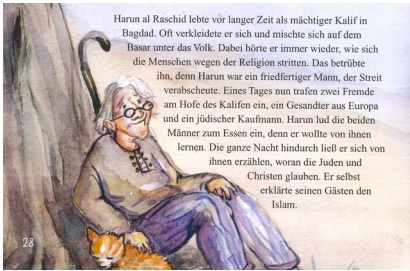 Harun al Raschid lebte vor langer Zeit als mächtiger Kalif in
Bagdad. Oft verkleidete er sich und mischte sich auf dem
Basar unter das Volk. Dabei hörte er immer wieder, wie sich
die Menschen wegen der Religion stritten. Das betrübte
ihn, denn Harun war ein friedfertiger Mann, der Streit
verabscheute. Eines Tages nun trafen zwei Fremde
am Hofe des Kalifen ein, ein Gesandter aus Europa
und ein jüdischer Kaufmann. Harun lud die beiden
Männer zum Essen ein, denn er wollte von ihnen
lernen. Die ganze Nacht hindurch ließ er sich von
ihnen erzählen, woran die Juden und
Christen glauben. Er selbst
erklärte seinen Gästen den
Islam.
28